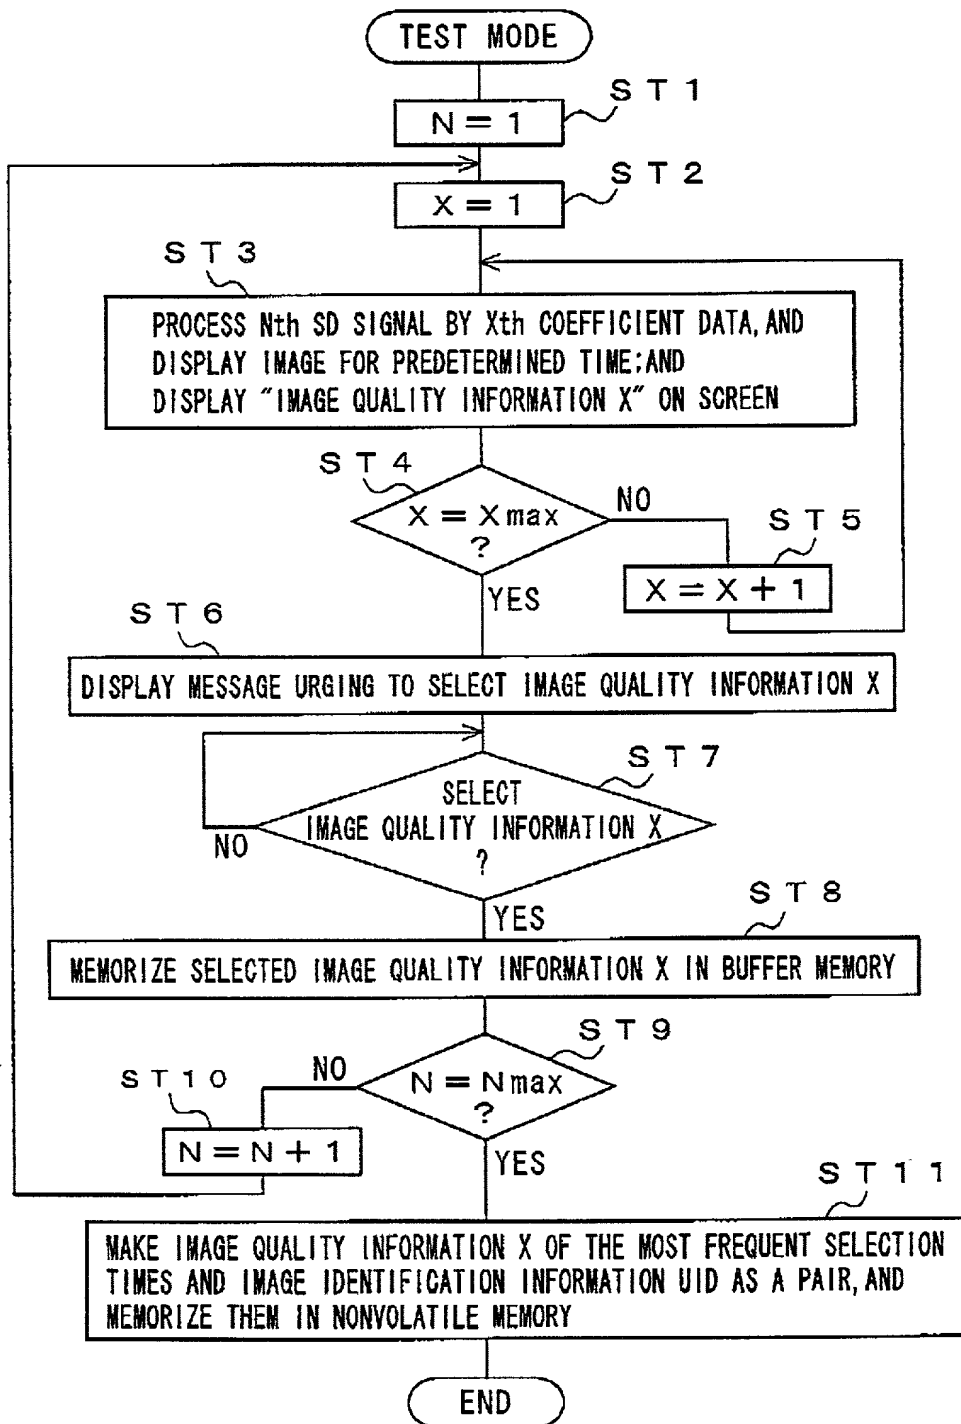 TEST MODE
ST1
N=1
ST2
X=1
ST3
PROCESS Nth SD SIGNAL BY Xth COEFFICIENT DATA, AND
DISPLAY IMAGE FOR PREDETERMINED TIME; AND
DISPLAY "IMAGE QUALITY INFORMATION X" ON SCREEN
ST4
X=Xmax
?
NO
ST5
X=X+1
YES
ST6
DISPLAY MESSAGE URGING TO SELECT IMAGE QUALITY INFORMATION X
ST7
SELECT
IMAGE QUALITY INFORMATION X
?
NO
YES
ST8
MEMORIZE SELECTED IMAGE QUALITY INFORMATION X IN BUFFER MEMORY
ST9
N=Nmax
?
NO
ST10
N=N+1
YES
ST11
MAKE IMAGE QUALITY INFORMATION X OF THE MOST FREQUENT SELECTION
TIMES AND IMAGE IDENTIFICATION INFORMATION UID AS A PAIR, AND
MEMORIZE THEM IN NONVOLATILE MEMORY
END